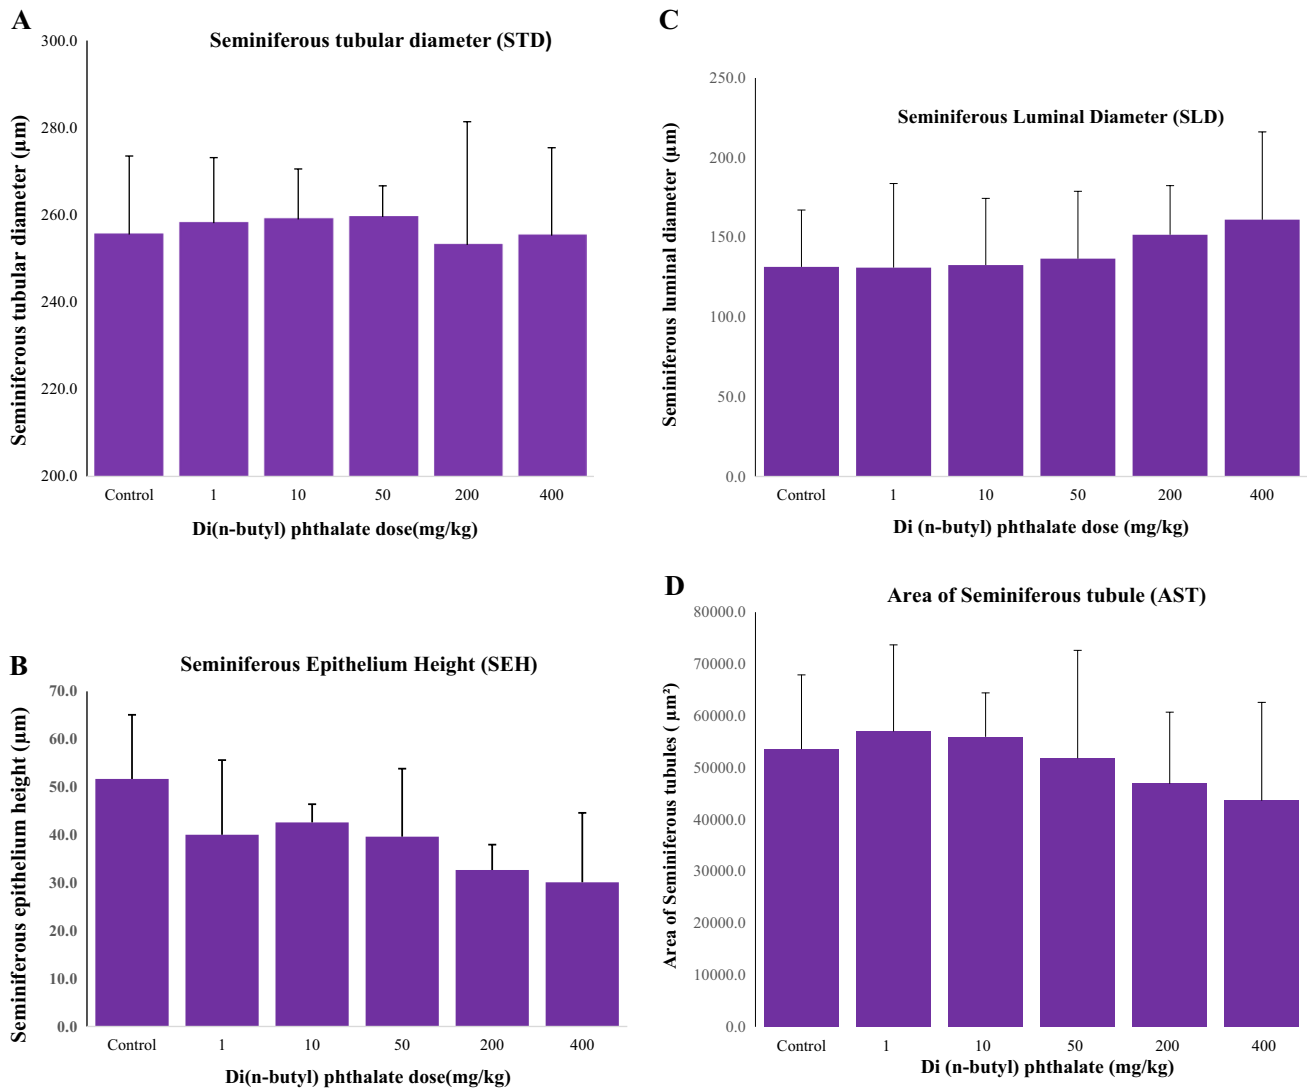 A
Seminiferous tubular diameter (STD)
300.0
280.0
260.0
240.0
220.0
200.0
Seminiferous tubular diameter (µm)
Control 1 10 50 200 400
Di(n-butyl) phthalate dose(mg/kg)
B
Seminiferous Epithelium Height (SEH)
70.0
60.0
50.0
40.0
30.0
20.0
10.0
0.0
Seminiferous epithelium height (µm)
Control 1 10 50 200 400
Di(n-butyl) phthalate dose(mg/kg)
C
Seminiferous Luminal Diameter (SLD)
250.0
200.0
150.0
100.0
50.0
0.0
Seminiferous luminal diameter (µm)
Control 1 10 50 200 400
Di (n-butyl) phthalate dose (mg/kg)
D
Area of Seminiferous tubule (AST)
80000.0
70000.0
60000.0
50000.0
40000.0
30000.0
20000.0
10000.0
0.0
Area of Seminiferous tubules ( µm²)
Control 1 10 50 200 400
Di (n-butyl) phthalate (mg/kg)